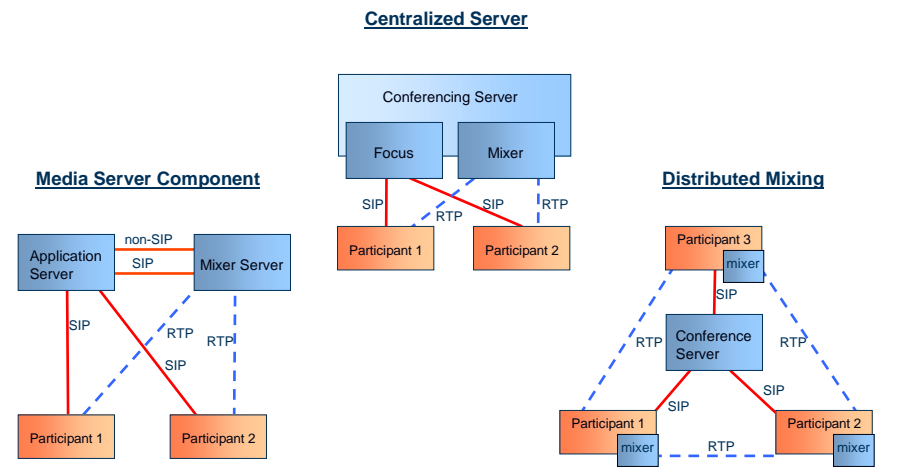 Centralized Server
Conferencing Server
Focus
Mixer
SIP
RTP
SIP
RTP
Participant 1
Participant 2
Media Server Component
Application
Server
non-SIP
SIP
Mixer Server
SIP
RTP
RTP
SIP
Participant 1
Participant 2
Distributed Mixing
Participant 3
mixer
SIP
RTP
Conference
Server
RTP
SIP
SIP
Participant 1
mixer
RTP
Participant 2
mixer